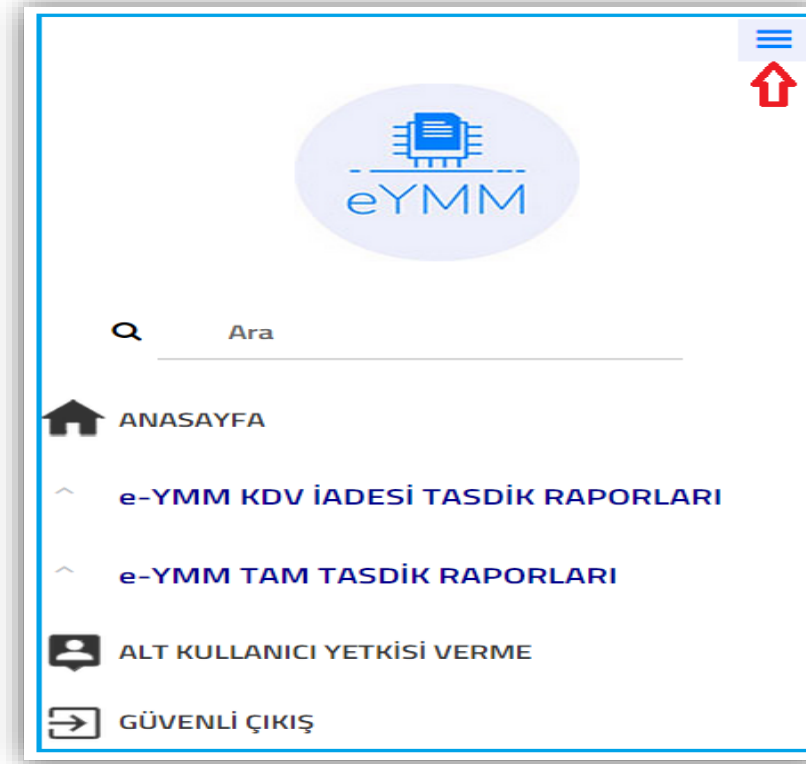 eYMM
Ara
ANASAYFA
e-YMM KDV İADESİ TASDİK RAPORLARI
e-YMM TAM TASDİK RAPORLARI
ALT KULLANICI YETKİSİ VERME
GÜVENLİ ÇIKIŞ